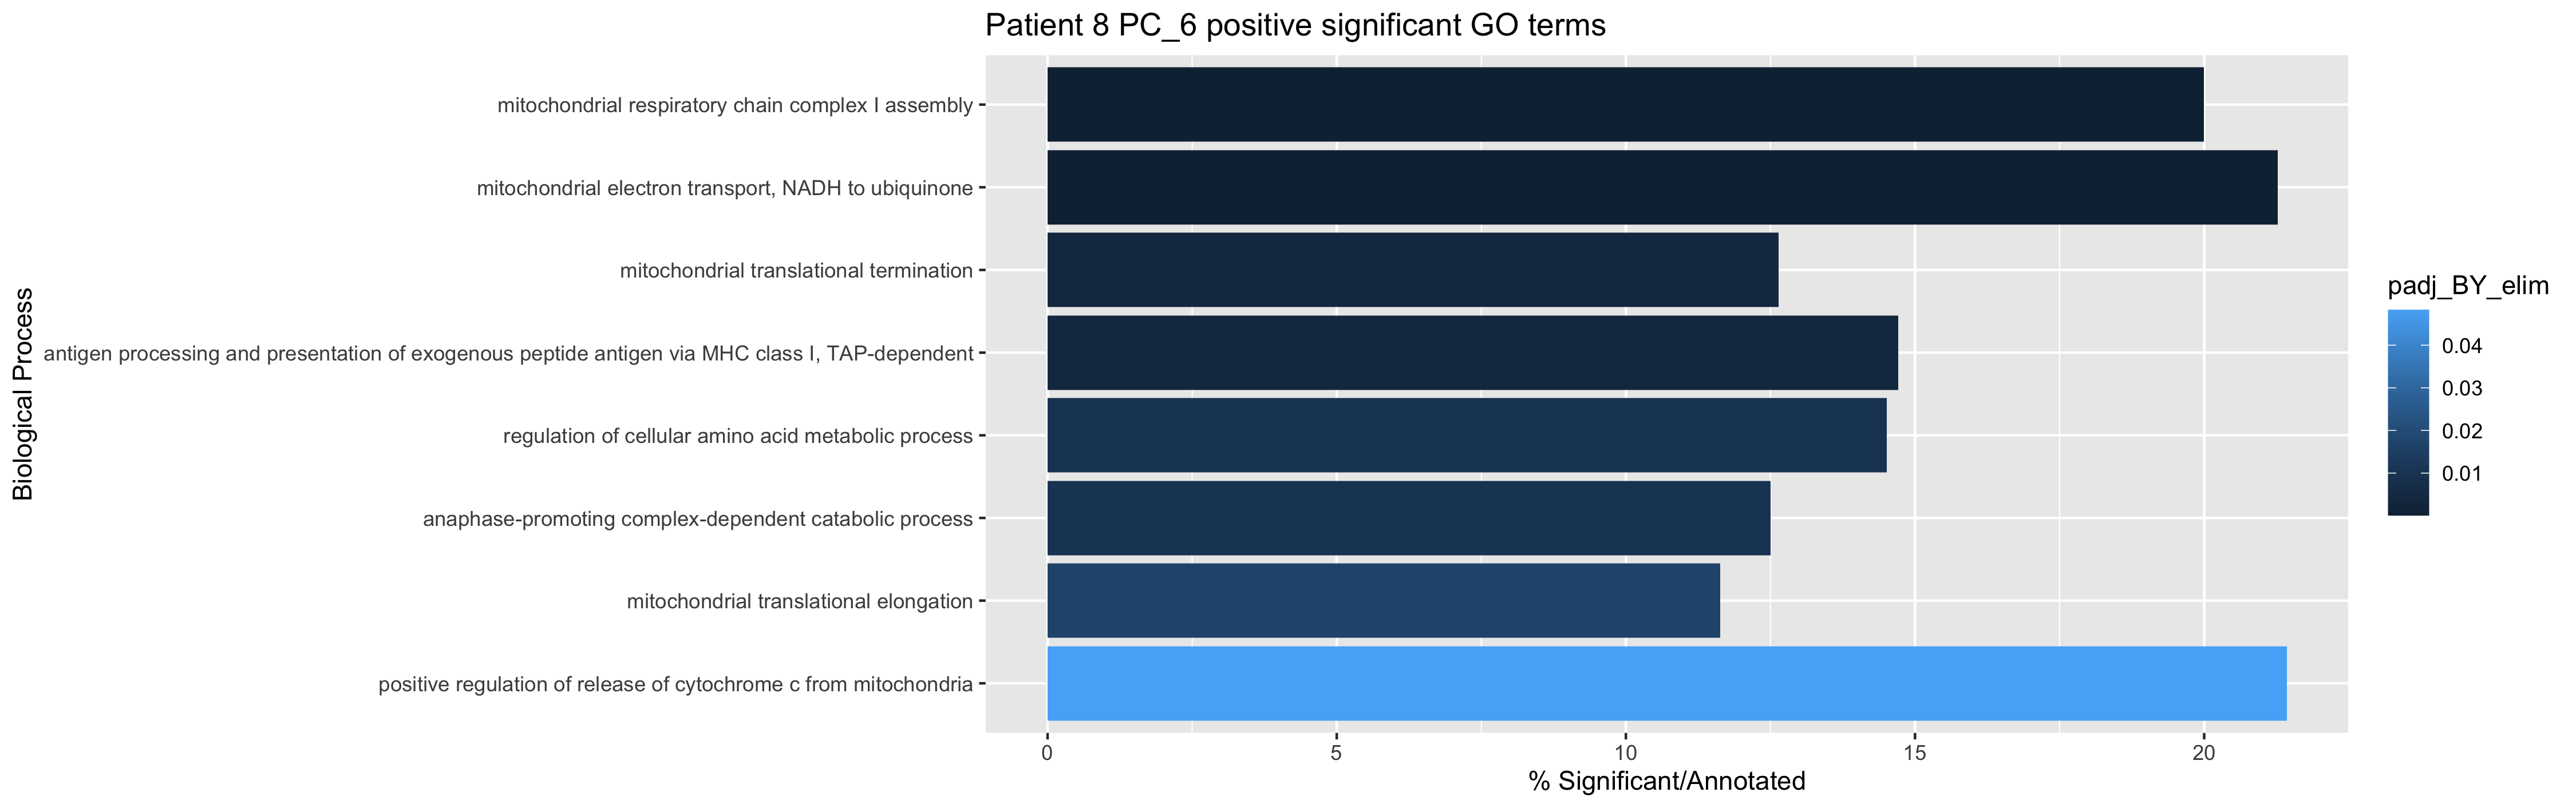 Patient 8 PC_6 positive significant GO terms
Biological Process
mitochondrial respiratory chain complex I assembly
mitochondrial electron transport, NADH to ubiquinone
mitochondrial translational termination
antigen processing and presentation of exogenous peptide antigen via MHC class I, TAP-dependent
regulation of cellular amino acid metabolic process
anaphase-promoting complex-dependent catabolic process
mitochondrial translational elongation
positive regulation of release of cytochrome c from mitochondria
0 5 10 15 20
% Significant/Annotated
padj_BY_elim
0.04
0.03
0.02
0.01